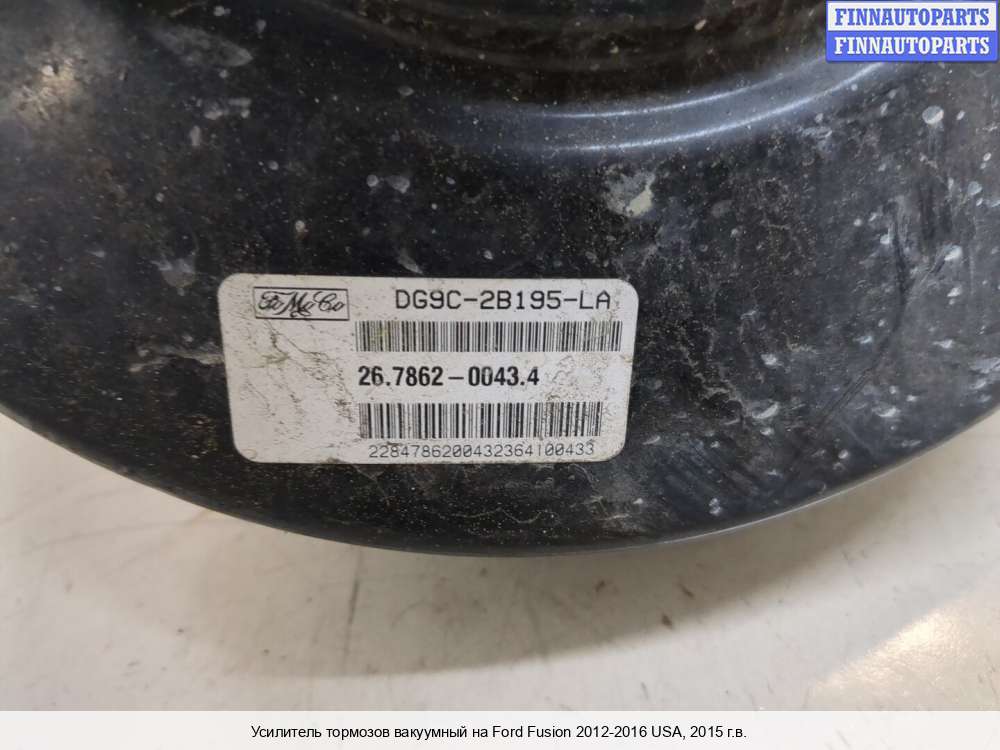 FINNAUTOPARTS
FINNAUTOPARTS
FoMoCo DG9C-2B195-LA
26.7862-0043.4
2284786200432364100433
Усилитель тормозов вакуумный на Ford Fusion 2012-2016 USA, 2015 г.в.